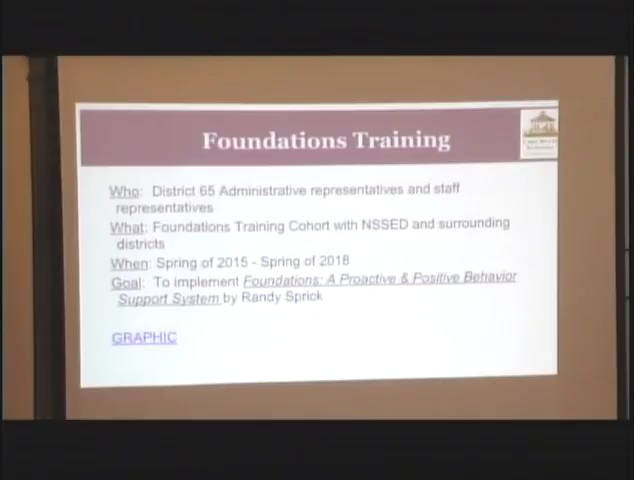 Foundations Training
Who: District 65 Administrative representatives and staff
representatives
What: Foundations Training Cohort with NSSED and surrounding
districts
When: Spring of 2015 - Spring of 2018
Goal: To implement Foundations: A Proactive & Positive Behavior
Support System by Randy Sprick
GRAPHIC